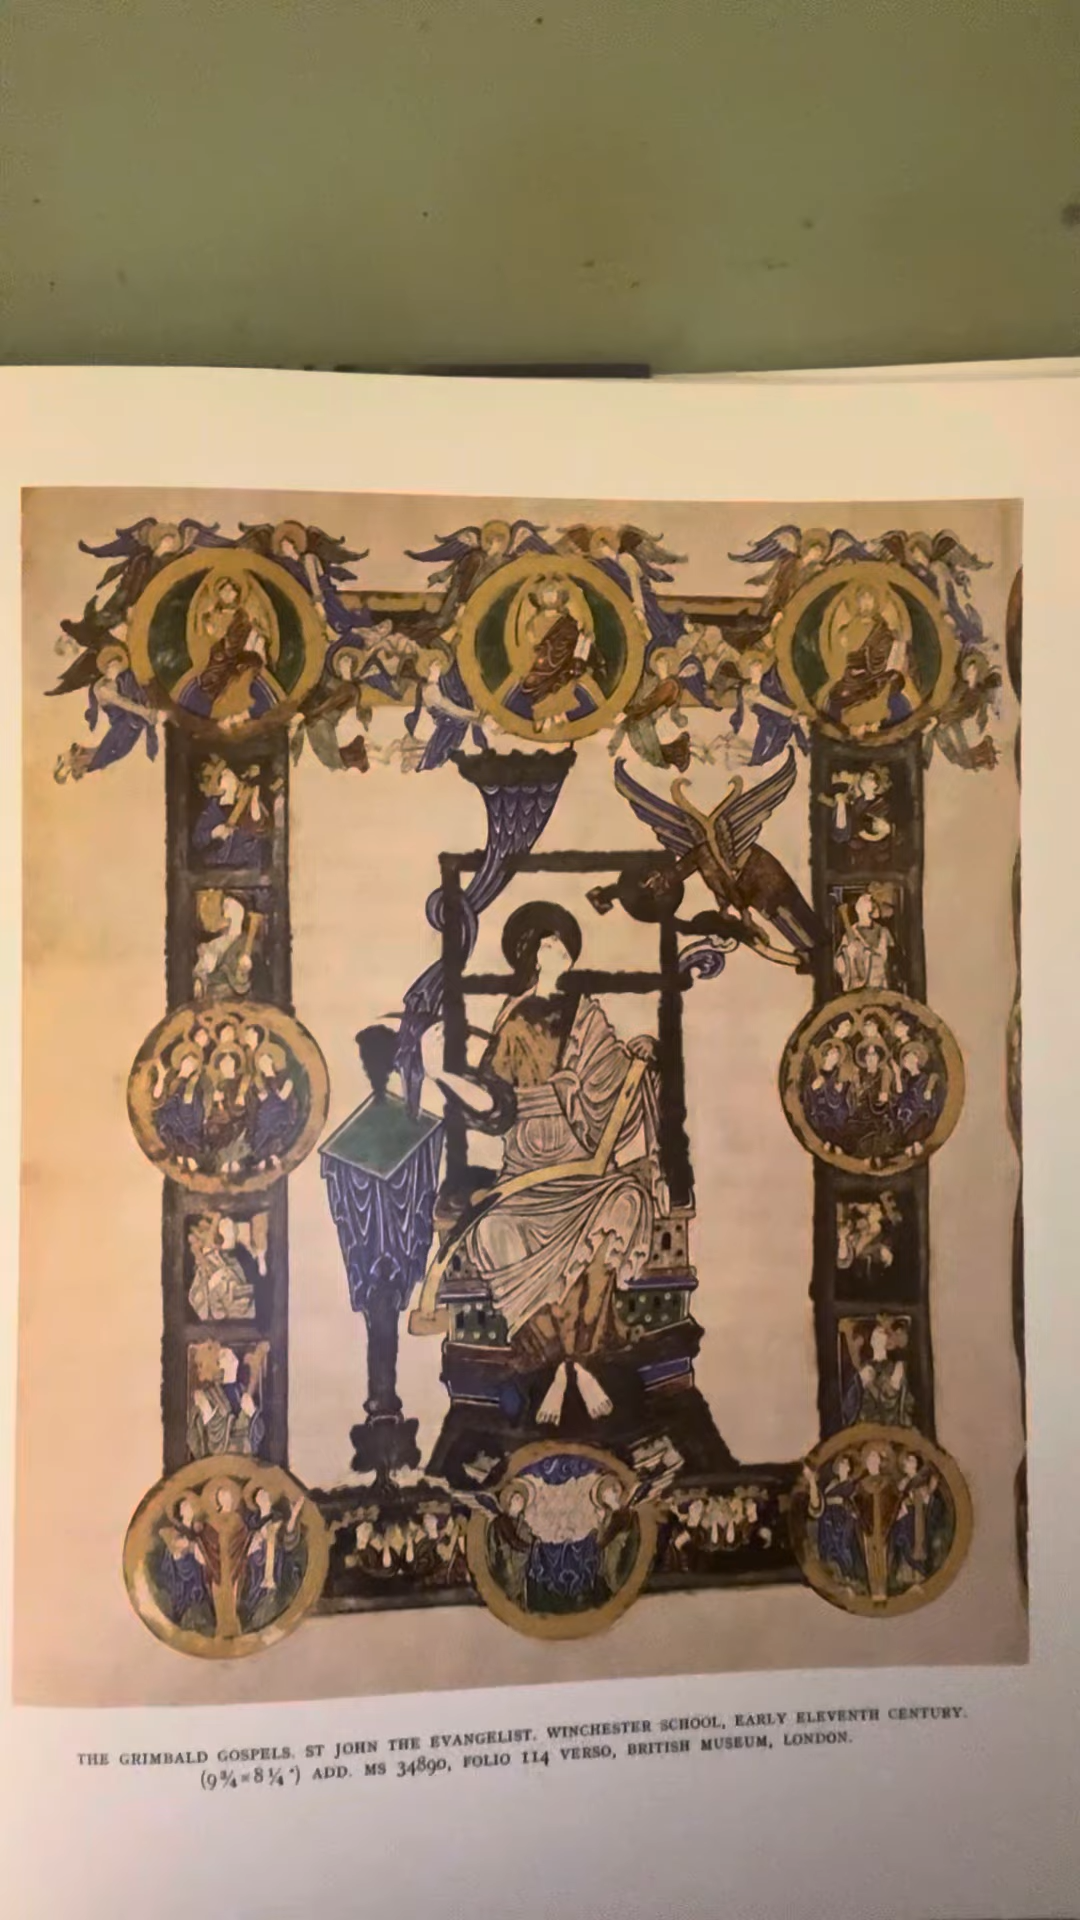 THE GRIMBALD GOSPELS. ST JOHN THE EVANGELIST. WINCHESTER SCHOOL, EARLY ELEVENTH CENTURY.
(9¾ × 8¼") ADD. MS 34890, FOLIO 114 VERSO, BRITISH MUSEUM, LONDON.